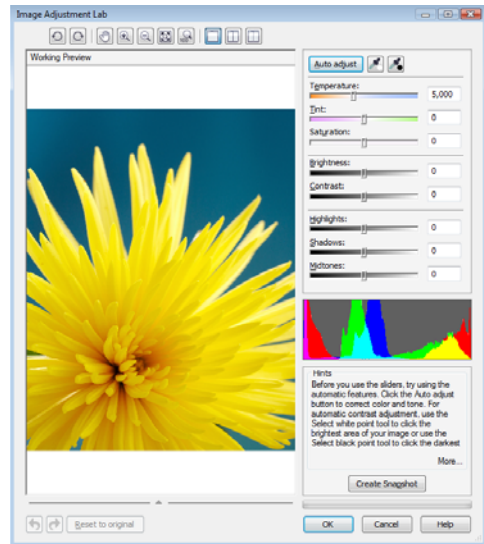 Image Adjustment Lab
Working Preview
Auto adjust
Temperature:
5,000
Tint:
0
Saturation:
0
Brightness:
0
Contrast:
0
Highlights:
0
Shadows:
0
Midtones:
0
Hints
Before you use the sliders, try using the
automatic features. Click the Auto adjust
button to correct color and tone. For
automatic contrast adjustment, use the
Select white point tool to click the
brightest area of your image or use the
Select black point tool to click the darkest
More...
Create Snapshot
Reset to original
OK
Cancel
Help